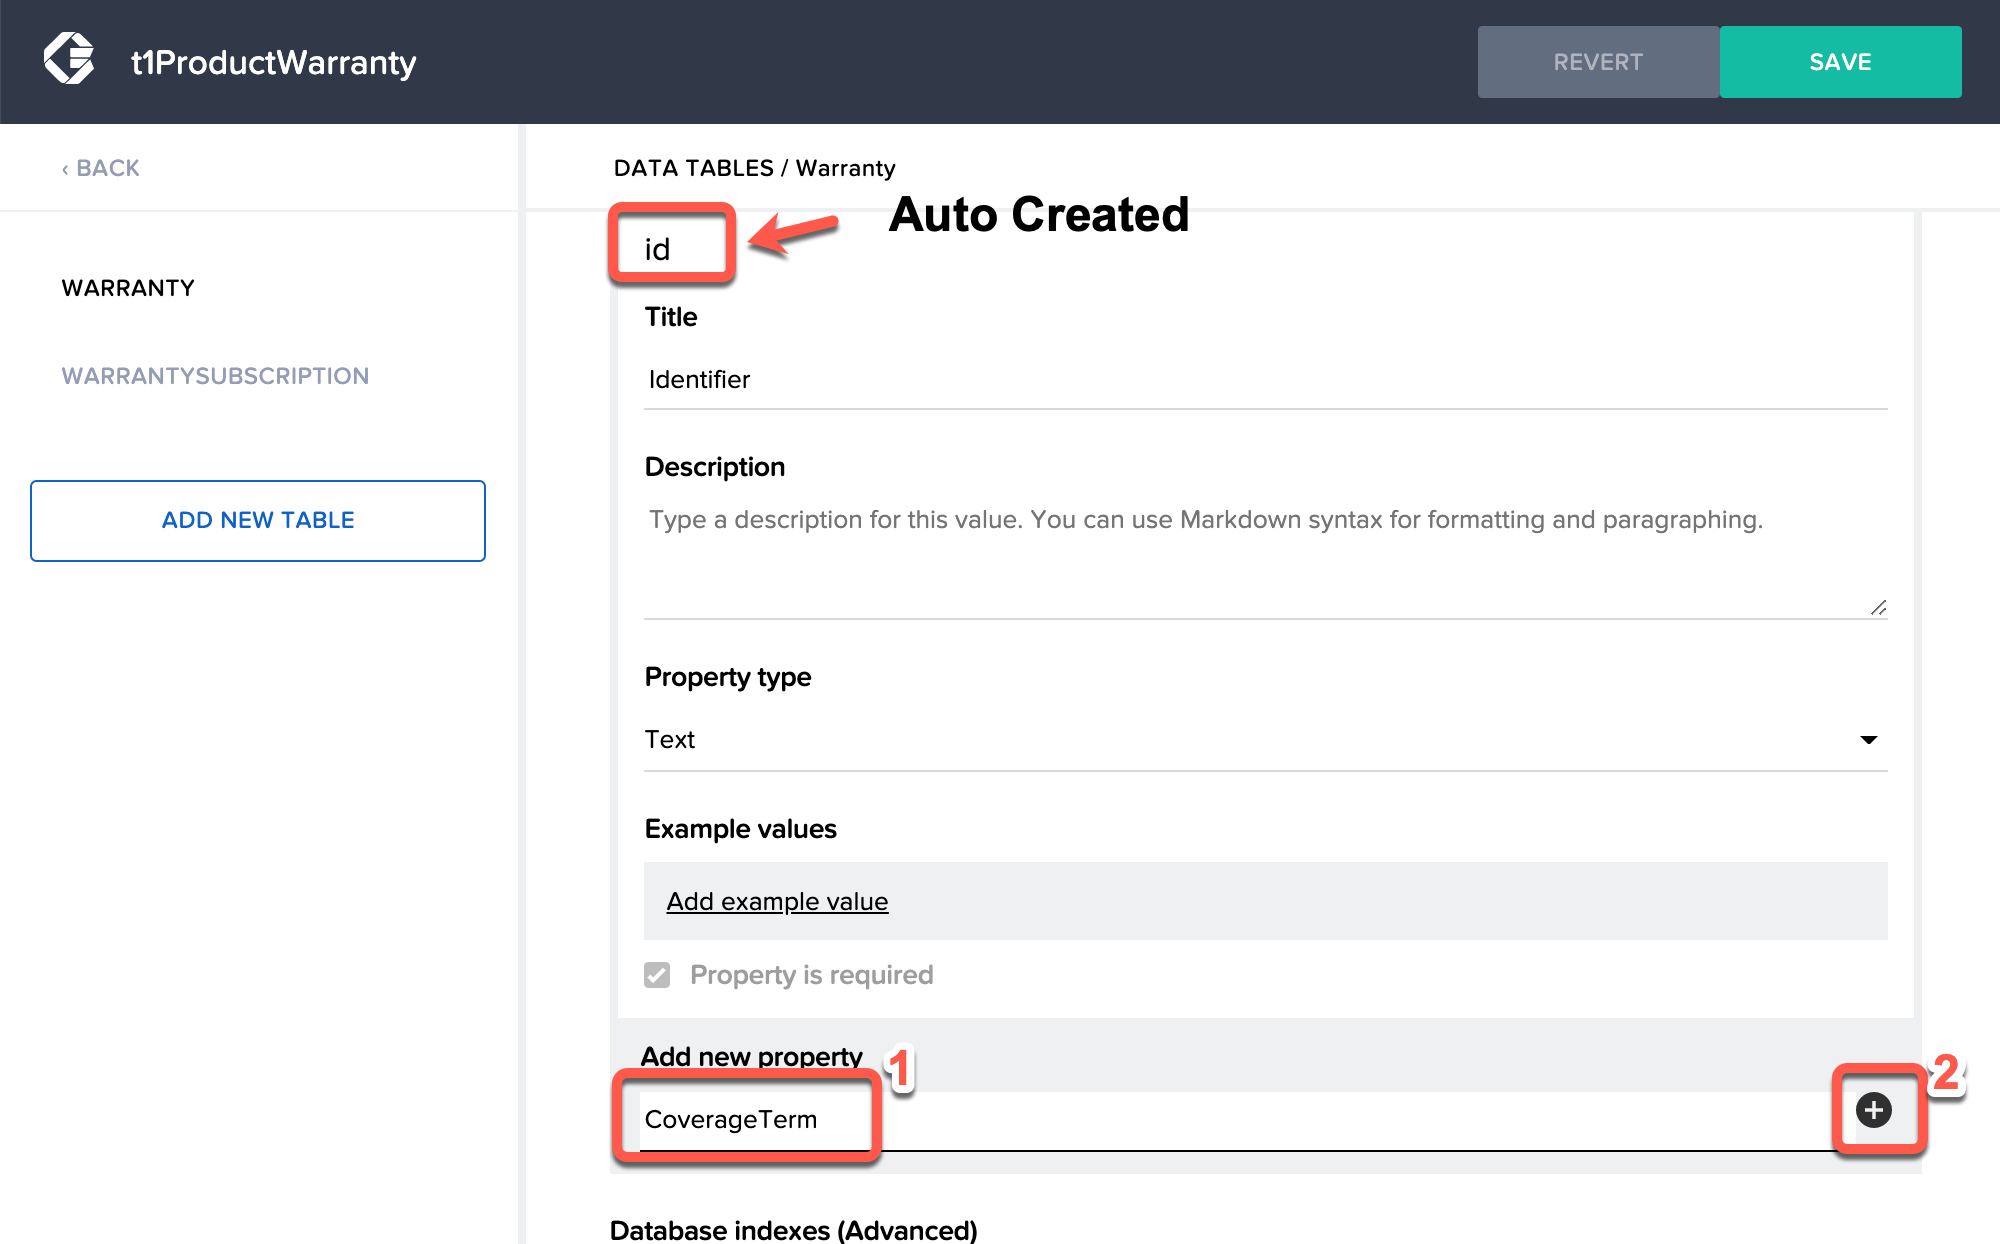 t1ProductWarranty
REVERT
SAVE
‹ BACK
DATA TABLES / Warranty
WARRANTY
WARRANTYSUBSCRIPTION
ADD NEW TABLE
id
Auto Created
Title
Identifier
Description
Type a description for this value. You can use Markdown syntax for formatting and paragraphing.
Property type
Text
Example values
Add example value
Property is required
Add new property
1
CoverageTerm
2
Database indexes (Advanced)